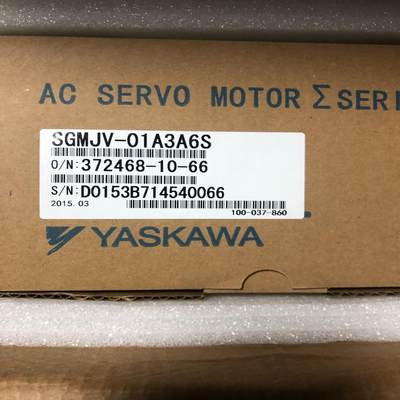 AC SERVO MOTOR Σ SERI
SGMJV-01A3A6S
O/N:372468-10-66
S/N:D0153B714540066
2015.03
100-037-860
YASKAWA